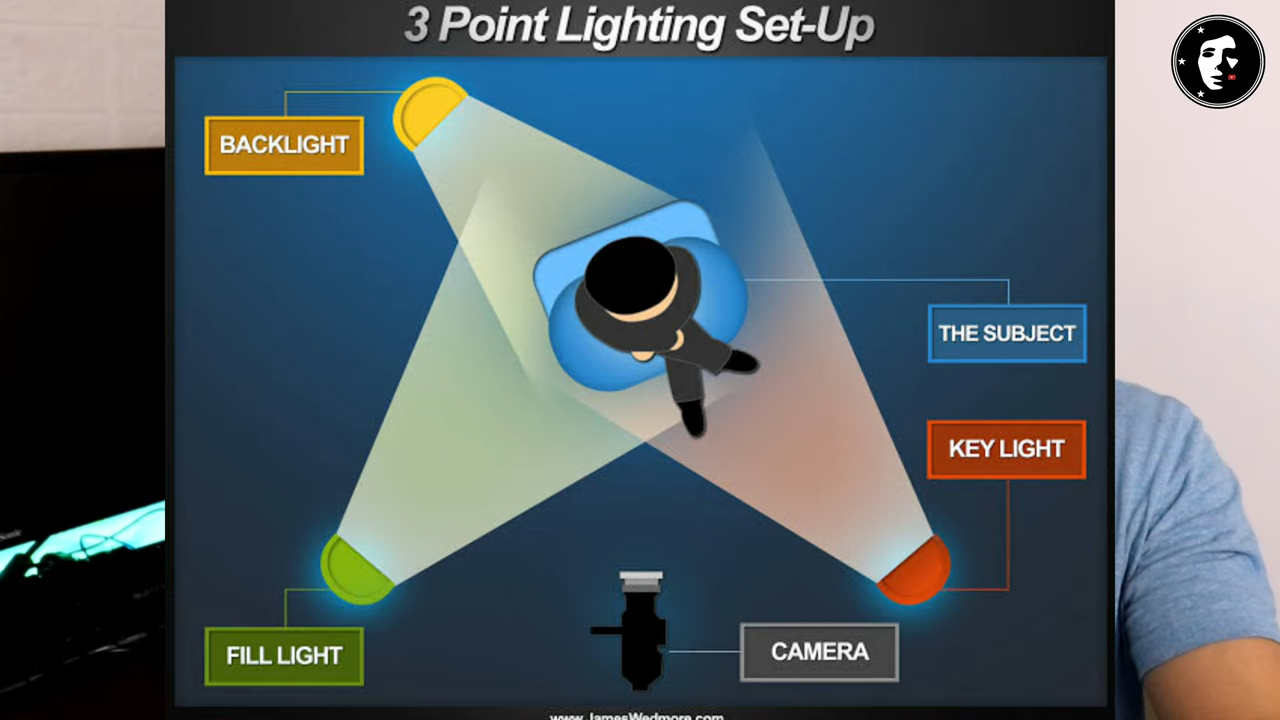 3 Point Lighting Set-Up
BACKLIGHT
THE SUBJECT
KEY LIGHT
FILL LIGHT
CAMERA
www.JamesWedmore.com